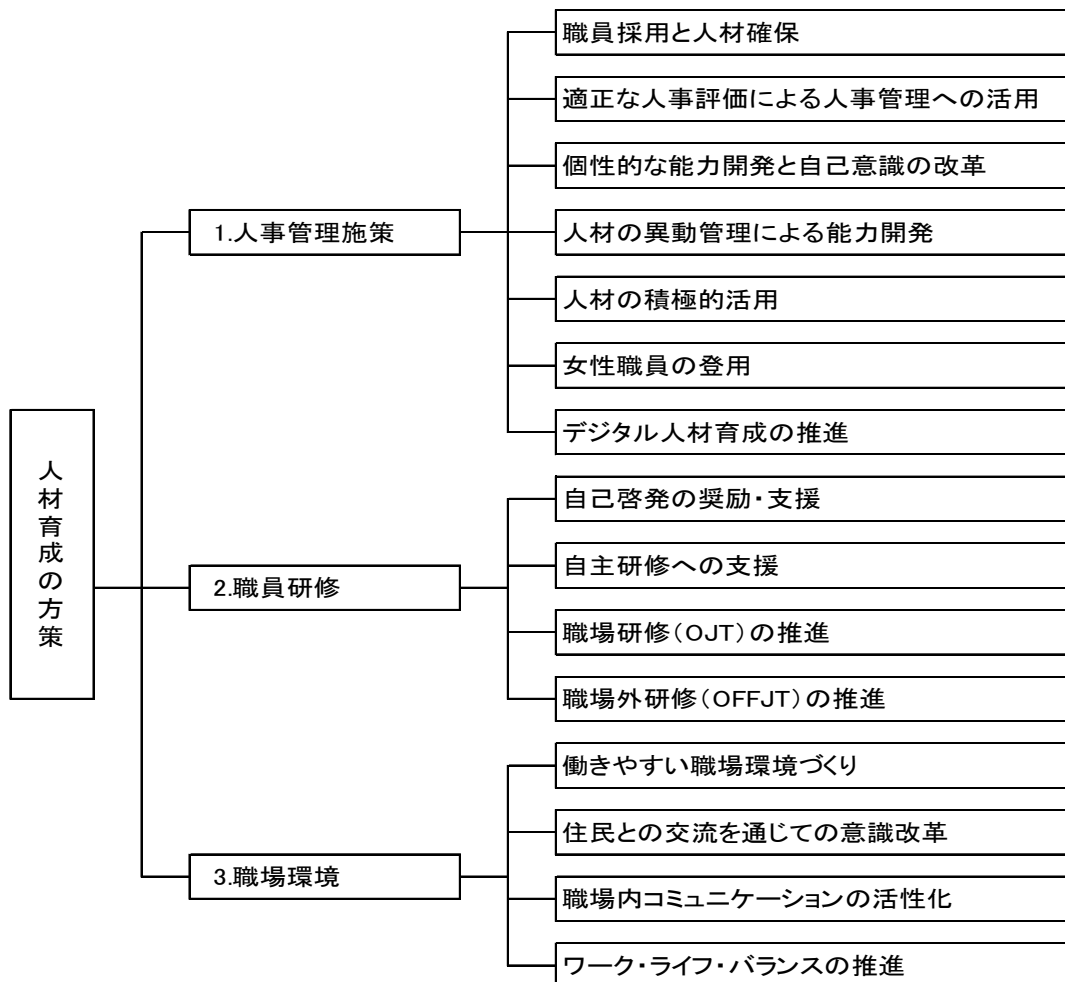 人材育成の方策
1.人事管理施策
職員採用と人材確保
適正な人事評価による人事管理への活用
個性的な能力開発と自己意識の改革
人材の異動管理による能力開発
人材の積極的活用
女性職員の登用
デジタル人材育成の推進
2.職員研修
自己啓発の奨励・支援
自主研修への支援
職場研修(OJT)の推進
職場外研修(OFFJT)の推進
3.職場環境
働きやすい職場環境づくり
住民との交流を通じての意識改革
職場内コミュニケーションの活性化
ワーク・ライフ・バランスの推進